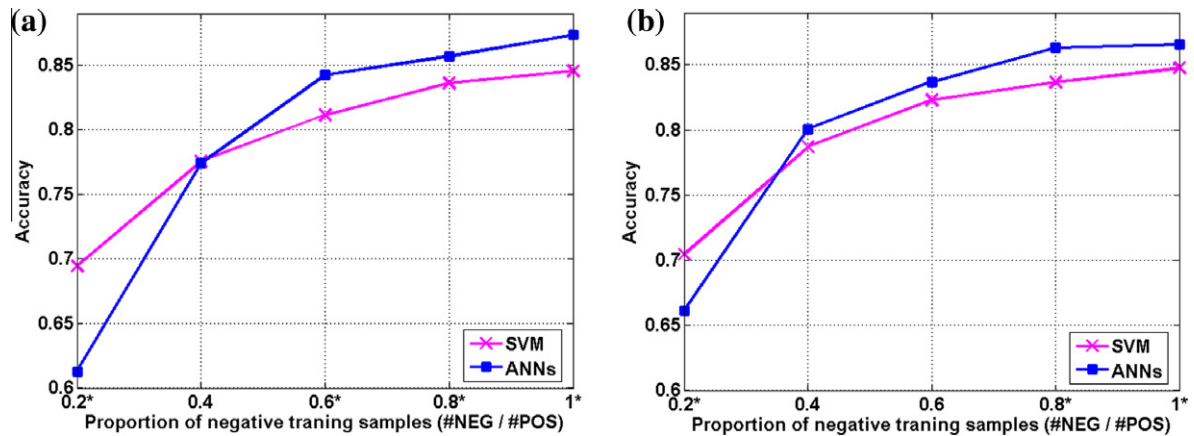 (a)
Accuracy
0.85
0.8
0.75
0.7
0.65
0.6
0.2* 0.4 0.6* 0.8* 1*
Proportion of negative traning samples (#NEG / #POS)
SVM
ANNs
(b)
Accuracy
0.85
0.8
0.75
0.7
0.65
0.6
0.2* 0.4 0.6 0.8* 1*
Proportion of negative traning samples (#NEG / #POS)
SVM
ANNs